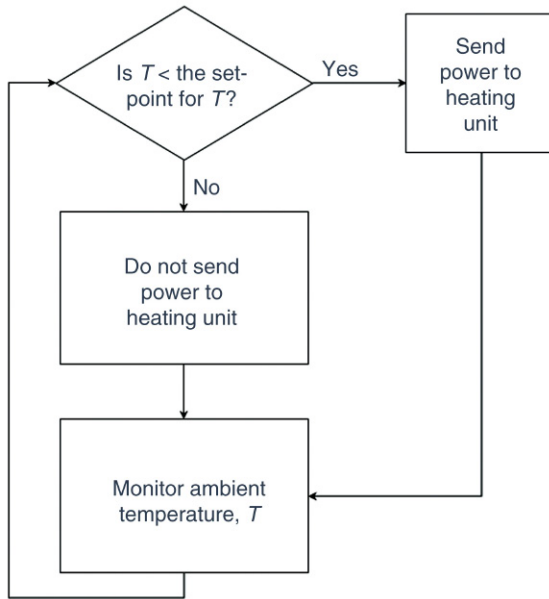 Is T < the set-
point for T?
Yes
Send
power to
heating
unit
No
Do not send
power to
heating unit
Monitor ambient
temperature, T